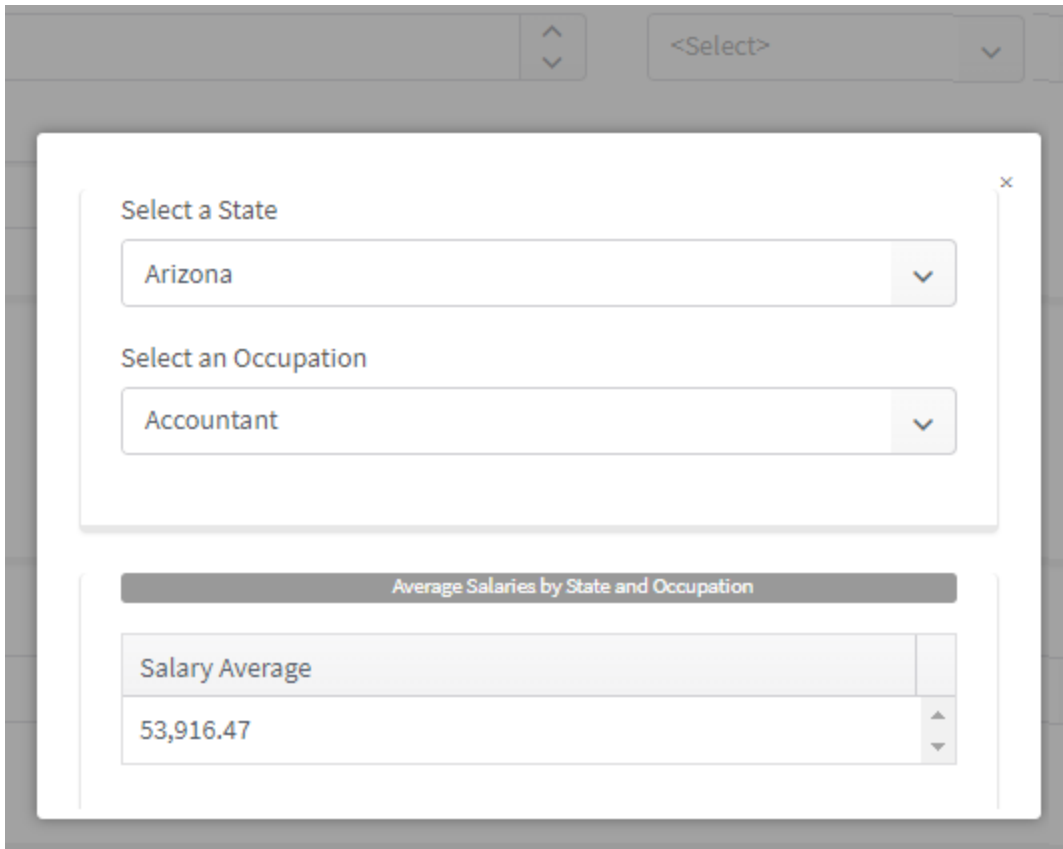 <Select>
Select a State
Arizona
Select an Occupation
Accountant
Average Salaries by State and Occupation
Salary Average
53,916.47